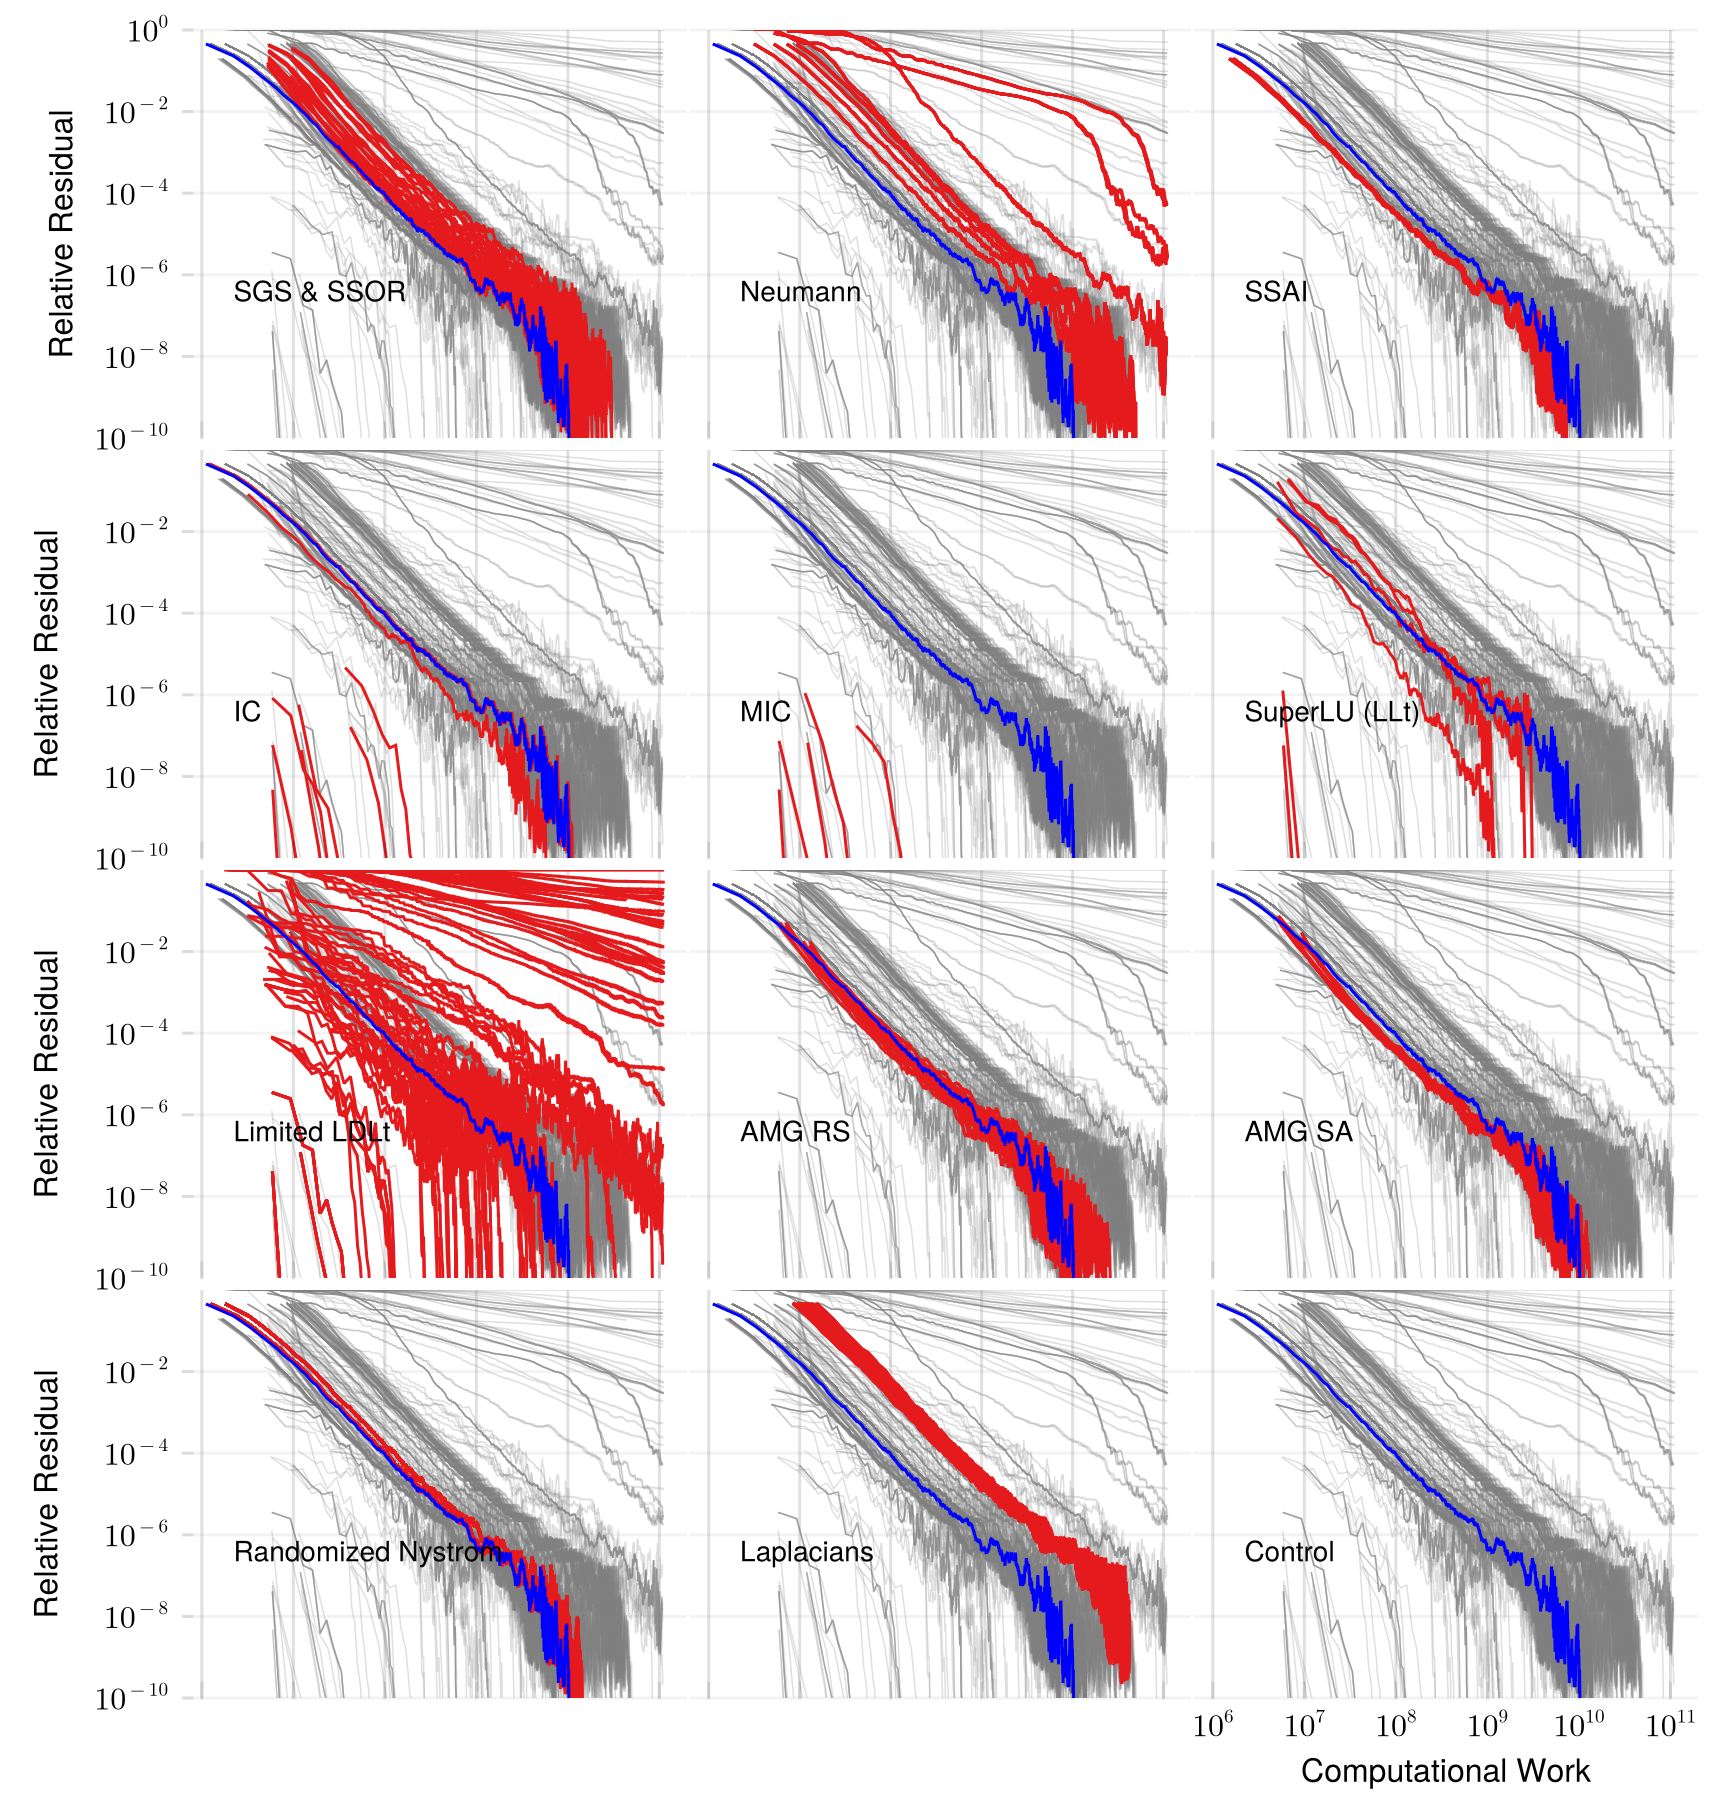 10^0
10^−2
10^−4
10^−6
10^−8
10^−10
Relative Residual
SGS & SSOR
Neumann
SSAI
10^−2
10^−4
10^−6
10^−8
10^−10
Relative Residual
IC
MIC
SuperLU (LLt)
10^−2
10^−4
10^−6
10^−8
10^−10
Relative Residual
Limited LDLt
AMG RS
AMG SA
10^−2
10^−4
10^−6
10^−8
10^−10
Relative Residual
Randomized Nystrom
Laplacians
Control
10^6 10^7 10^8 10^9 10^10 10^11
Computational Work